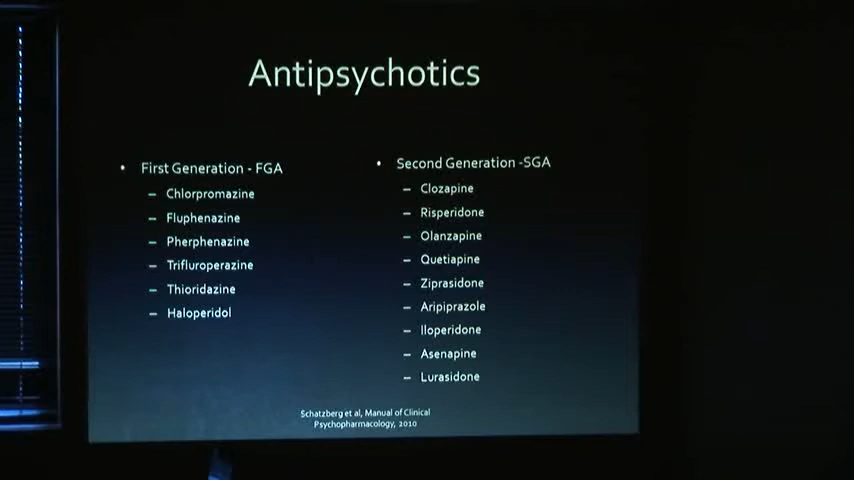 Antipsychotics
• First Generation - FGA
– Chlorpromazine
– Fluphenazine
– Pherphenazine
– Trifluroperazine
– Thioridazine
– Haloperidol
• Second Generation -SGA
– Clozapine
– Risperidone
– Olanzapine
– Quetiapine
– Ziprasidone
– Aripiprazole
– Iloperidone
– Asenapine
– Lurasidone
Schatzberg et al, Manual of Clinical
Psychopharmacology, 2010